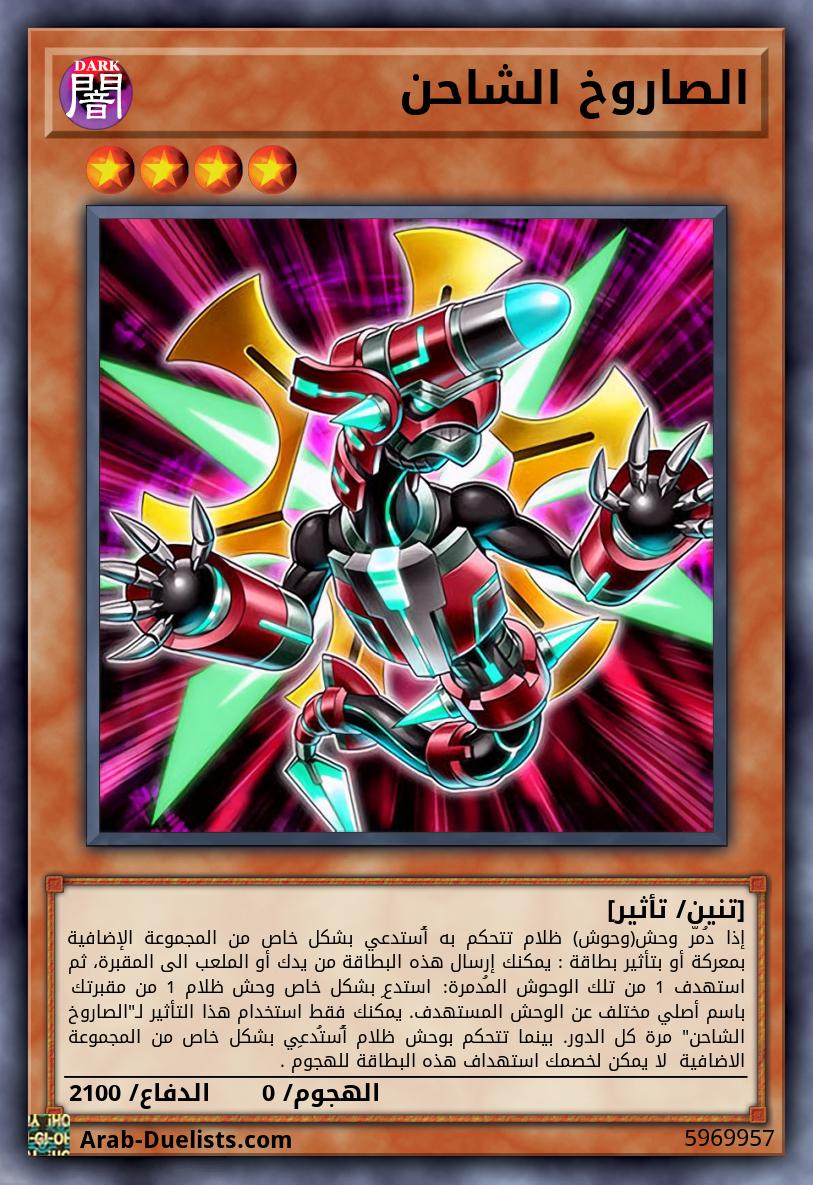 الصاروخ الشاحن
DARK
闇
[تنين/ تأثير]
إذا دُمرّ وحش(وحوش) ظلام تتحكم به اُستدعي بشكل خاص من المجموعة الإضافية
بمعركة أو بتأثير بطاقة : يمكنك إرسال هذه البطاقة من يدك أو الملعب الى المقبرة، ثم
استهدف 1 من تلك الوحوش المُدمرة: استدعِ بشكل خاص وحش ظلام 1 من مقبرتك
باسم أصلي مختلف عن الوحش المستهدف. يمكنك فقط استخدام هذا التأثير لـ"الصاروخ
الشاحن" مرة كل الدور. بينما تتحكم بوحش ظلام اُستُدعِي بشكل خاص من المجموعة
الاضافية لا يمكن لخصمك استهداف هذه البطاقة للهجوم .
الهجوم/ 0 الدفاع/ 2100
Arab-Duelists.com
5969957